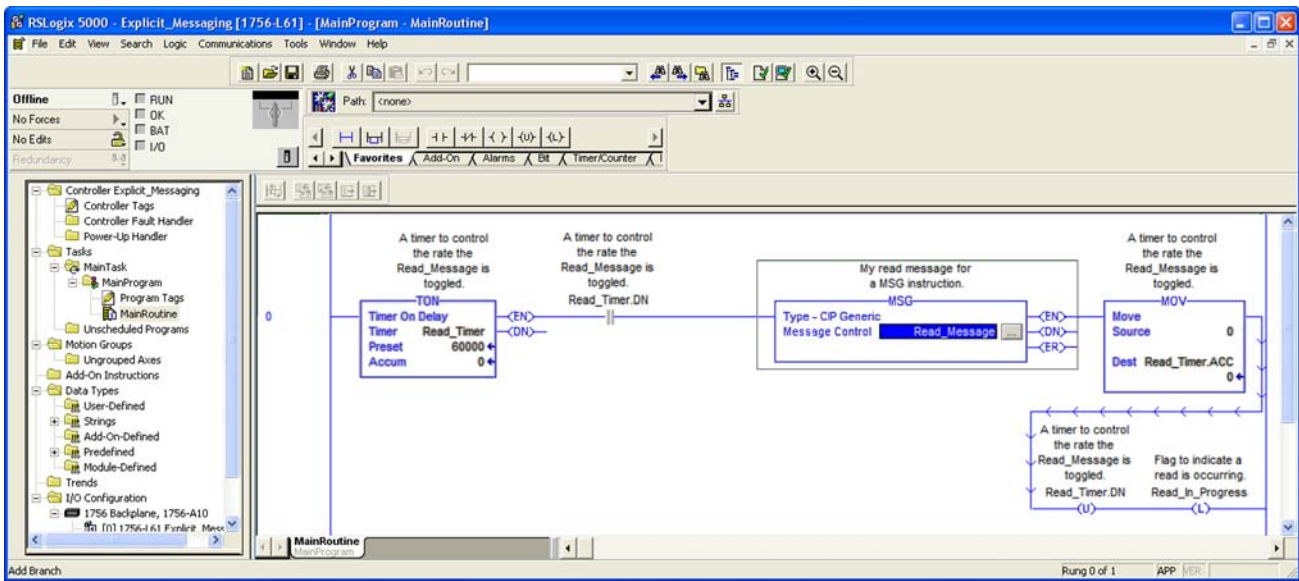 RSLogix 5000 - Explicit_Messaging [1756-L61] - [MainProgram - MainRoutine]
File Edit View Search Logic Communications Tools Window Help
Offline
RUN
No Forces
OK
No Edits
BAT
Redundancy
I/O
Path: <none>
Favorites Add-On Alarms Bit Timer/Counter
Controller Explicit_Messaging
Controller Tags
Controller Fault Handler
Power-Up Handler
Tasks
MainTask
MainProgram
Program Tags
MainRoutine
Unscheduled Programs
Motion Groups
Ungrouped Axes
Add-On Instructions
Data Types
User-Defined
Strings
Add-On-Defined
Predefined
Module-Defined
Trends
I/O Configuration
1756 Backplane, 1756-A10
[0] 1756-L61 Explicit_Mess
0
A timer to control
the rate the
Read_Message is
toggled.
TON
Timer On Delay
Timer Read_Timer
Preset 60000
Accum 0
EN
DN
A timer to control
the rate the
Read_Message is
toggled.
Read_Timer.DN
My read message for
a MSG instruction.
MSG
Type - CIP Generic
Message Control Read_Message ...
EN
DN
ER
A timer to control
the rate the
Read_Message is
toggled.
MOV
Move
Source 0
Dest Read_Timer.ACC
0
A timer to control
the rate the
Read_Message is
toggled.
Read_Timer.DN
U
Flag to indicate a
read is occurring.
Read_In_Progress
L
MainRoutine
MainProgram
Add Branch
Rung 0 of 1
APP
VER